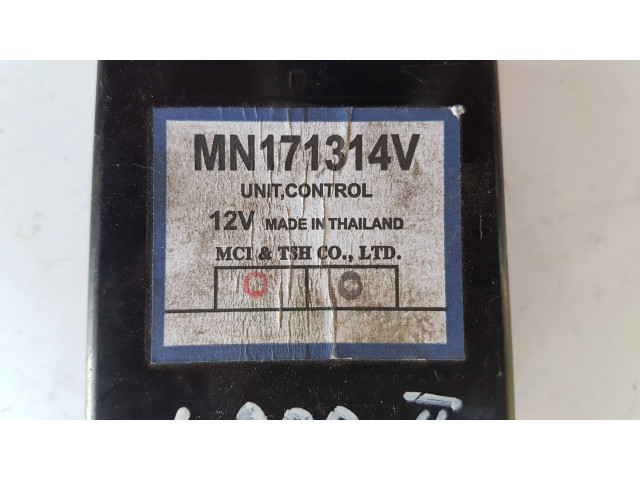 MN171314V
UNIT,CONTROL
12V MADE IN THAILAND
MCI & TSH CO., LTD.